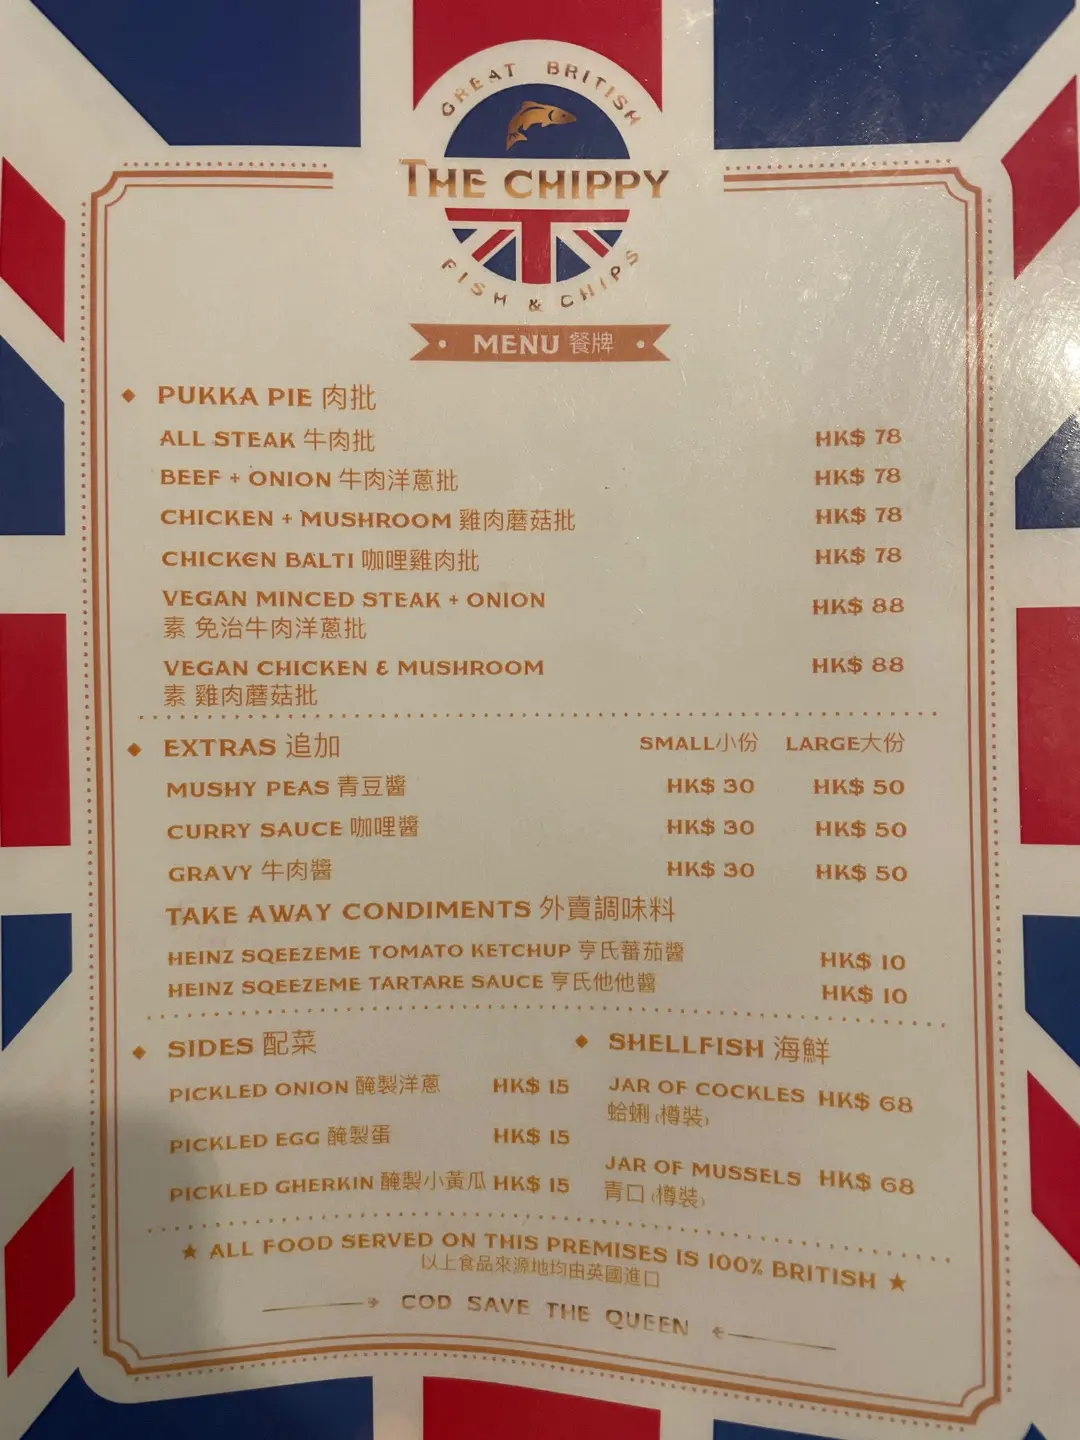 GREAT BRITISH
THE CHIPPY
FISH & CHIPS
MENU 餐牌
PUKKA PIE 肉批
ALL STEAK 牛肉批 HK$ 78
BEEF + ONION 牛肉洋蔥批 HK$ 78
CHICKEN + MUSHROOM 雞肉蘑菇批 HK$ 78
CHICKEN BALTI 咖哩雞肉批 HK$ 78
VEGAN MINCED STEAK + ONION HK$ 88
素 免治牛肉洋蔥批
VEGAN CHICKEN & MUSHROOM HK$ 88
素 雞肉蘑菇批
EXTRAS 追加 SMALL小份 LARGE大份
MUSHY PEAS 青豆醬 HK$ 30 HK$ 50
CURRY SAUCE 咖哩醬 HK$ 30 HK$ 50
GRAVY 牛肉醬 HK$ 30 HK$ 50
TAKE AWAY CONDIMENTS 外賣調味料
HEINZ SQEEZEME TOMATO KETCHUP 亨氏蕃茄醬 HK$ 10
HEINZ SQEEZEME TARTARE SAUCE 亨氏他他醬 HK$ 10
SIDES 配菜
PICKLED ONION 醃製洋蔥 HK$ 15
PICKLED EGG 醃製蛋 HK$ 15
PICKLED GHERKIN 醃製小黃瓜 HK$ 15
SHELLFISH 海鮮
JAR OF COCKLES HK$ 68
蛤蜊 (樽裝)
JAR OF MUSSELS HK$ 68
青口 (樽裝)
★ ALL FOOD SERVED ON THIS PREMISES IS 100% BRITISH ★
以上食品來源地均由英國進口
COD SAVE THE QUEEN